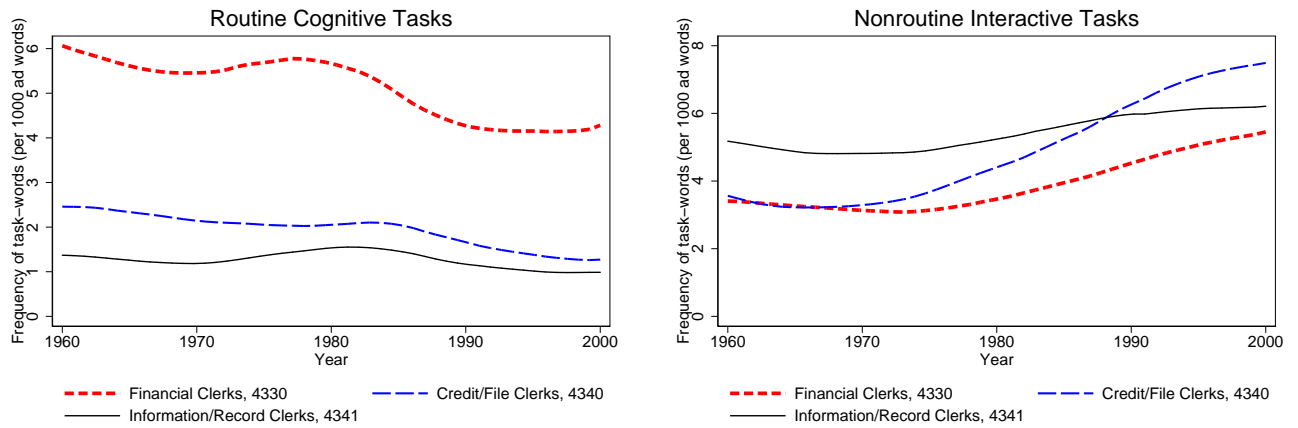 Routine Cognitive Tasks
Frequency of task–words (per 1000 ad words)
6
5
4
3
2
1
0
1960 1970 1980 1990 2000
Year
Financial Clerks, 4330 Credit/File Clerks, 4340
Information/Record Clerks, 4341
Nonroutine Interactive Tasks
Frequency of task–words (per 1000 ad words)
8
6
4
2
0
1960 1970 1980 1990 2000
Year
Financial Clerks, 4330 Credit/File Clerks, 4340
Information/Record Clerks, 4341